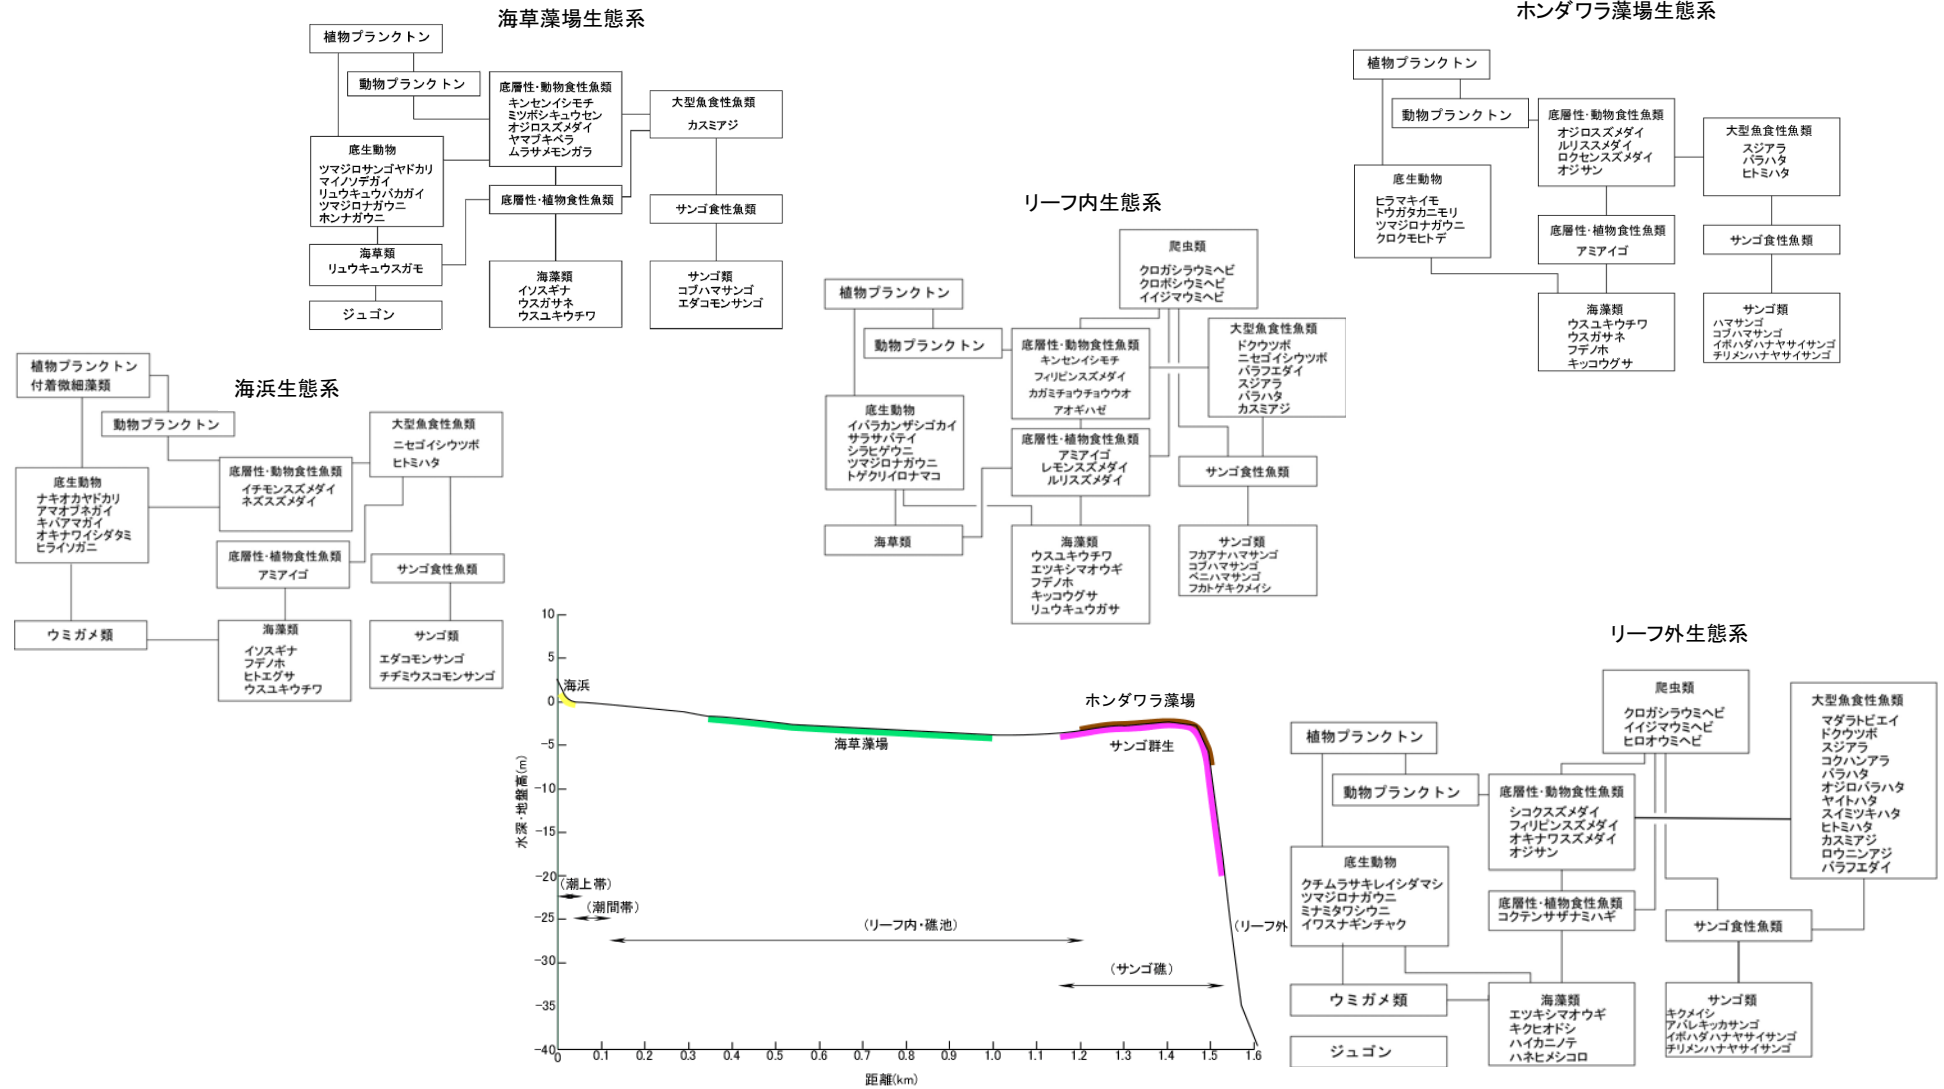 海草藻場生態系
植物プランクトン
動物プランクトン
底層性・動物食性魚類
キンセンイシモチ
ミツボシキュウセン
オジロスズメダイ
ヤマブキベラ
ムラサメモンガラ
大型魚食性魚類
カスミアジ
底生動物
ツマジロサンゴヤドカリ
マイノソデガイ
リュウキュウバカガイ
ツマジロナガウニ
ホンナガウニ
底層性・植物食性魚類
サンゴ食性魚類
海草類
リュウキュウスガモ
海藻類
イソスギナ
ウスガサネ
ウスユキウチワ
サンゴ類
コブハマサンゴ
エダコモンサンゴ
ジュゴン
ホンダワラ藻場生態系
植物プランクトン
動物プランクトン
底層性・動物食性魚類
オジロスズメダイ
ルリススメダイ
ロクセンスズメダイ
オジサン
大型魚食性魚類
スジアラ
バラハタ
ヒトミハタ
底生動物
ヒラマキイモ
トウガタカニモリ
ツマジロナガウニ
クロクモヒトデ
底層性・植物食性魚類
アミアイゴ
サンゴ食性魚類
海藻類
ウスユキウチワ
ウスガサネ
フデノホ
キッコウグサ
サンゴ類
ハマサンゴ
コブハマサンゴ
イボハダハナヤサイサンゴ
チリメンハナヤサイサンゴ
リーフ内生態系
爬虫類
クロガシラウミヘビ
クロボシウミヘビ
イイジマウミヘビ
植物プランクトン
動物プランクトン
底層性・動物食性魚類
キンセンイシモチ
フィリピンスズメダイ
カガミチョウチョウウオ
アオギハゼ
大型魚食性魚類
ドクウツボ
ニセゴイシウツボ
バラフエダイ
スジアラ
バラハタ
カスミアジ
底生動物
イバラカンザシゴカイ
サラサバテイ
シラヒゲウニ
ツマジロナガウニ
トゲクリイロナマコ
底層性・植物食性魚類
アミアイゴ
レモンスズメダイ
ルリスズメダイ
サンゴ食性魚類
海草類
海藻類
ウスユキウチワ
エツキシマオウギ
フデノホ
キッコウグサ
リュウキュウガサ
サンゴ類
フカアナハマサンゴ
コブハマサンゴ
ベニハマサンゴ
フカトゲキクメイシ
海浜生態系
植物プランクトン
付着微細藻類
動物プランクトン
大型魚食性魚類
ニセゴイシウツボ
ヒトミハタ
底生動物
ナキオカヤドカリ
アマオブネガイ
キバアマガイ
オキナワイシダタミ
ヒライソガニ
底層性・動物食性魚類
イチモンスズメダイ
ネズスズメダイ
底層性・植物食性魚類
アミアイゴ
サンゴ食性魚類
ウミガメ類
海藻類
イソスギナ
フデノホ
ヒトエグサ
ウスユキウチワ
サンゴ類
エダコモンサンゴ
チヂミウスコモンサンゴ
リーフ外生態系
爬虫類
クロガシラウミヘビ
イイジマウミヘビ
ヒロオウミヘビ
大型魚食性魚類
マダラトビエイ
ドクウツボ
スジアラ
コクハンアラ
バラハタ
オジロバラハタ
ヤイトハタ
スイミツキハタ
ヒトミハタ
カスミアジ
ロウニンアジ
バラフエダイ
植物プランクトン
動物プランクトン
底層性・動物食性魚類
シコクスズメダイ
フィリピンスズメダイ
オキナワスズメダイ
オジサン
底生動物
クチムラサキレイシダマシ
ツマジロナガウニ
ミナミタワシウニ
イワスナギンチャク
底層性・植物食性魚類
コクテンサザナミハギ
サンゴ食性魚類
ウミガメ類
ジュゴン
海藻類
エツキシマオウギ
キクヒオドシ
ハイカニノテ
ハネヒメシコロ
サンゴ類
キクメイシ
アバレキッカサンゴ
イボハダハナヤサイサンゴ
チリメンハナヤサイサンゴ
水深・地盤高(m)
10
5
0
-5
-10
-15
-20
-25
-30
-35
-40
海浜
海草藻場
ホンダワラ藻場
サンゴ群生
(潮上帯)
(潮間帯)
(リーフ内・礁池)
(リーフ外
(サンゴ礁)
0 0.1 0.2 0.3 0.4 0.5 0.6 0.7 0.8 0.9 1.0 1.1 1.2 1.3 1.4 1.5 1.6
距離(km)